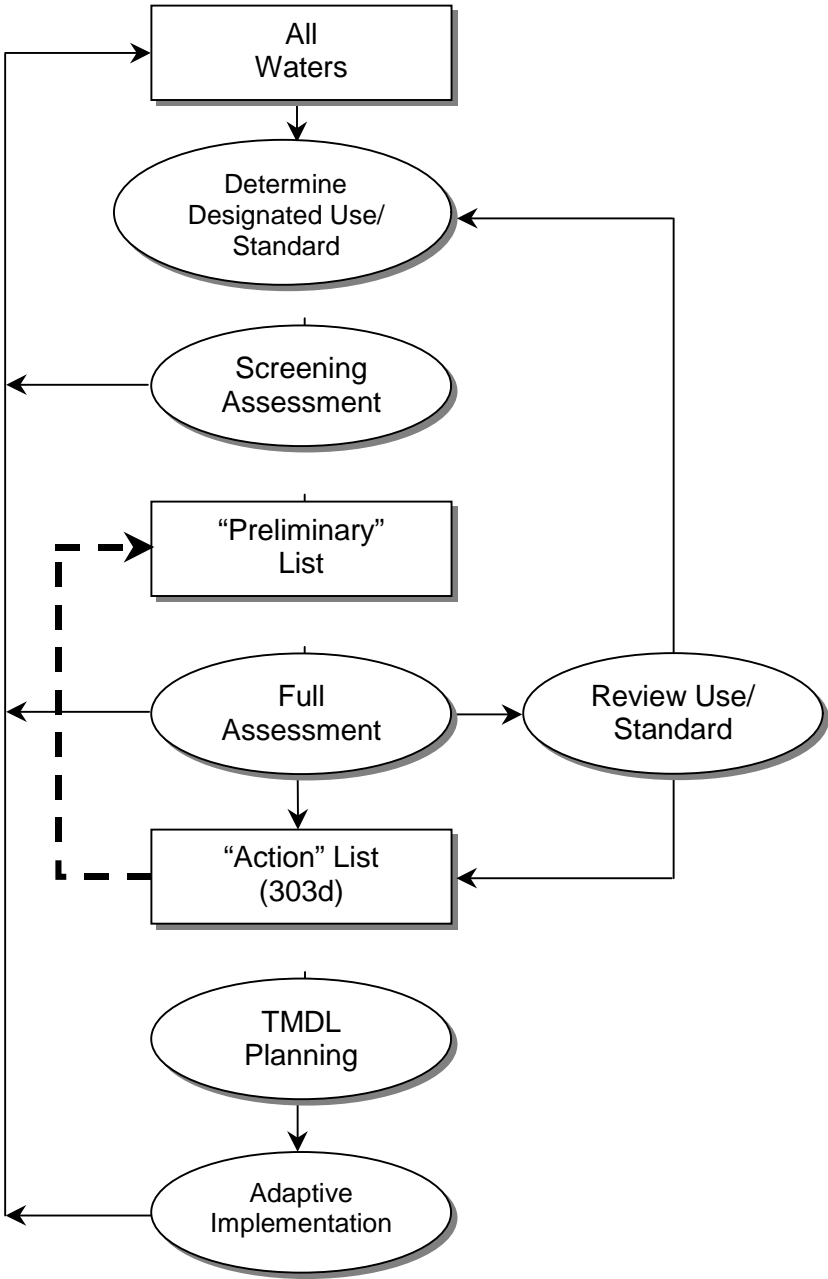 All
Waters
Determine
Designated Use/
Standard
Screening
Assessment
“Preliminary”
List
Full
Assessment
Review Use/
Standard
“Action” List
(303d)
TMDL
Planning
Adaptive
Implementation